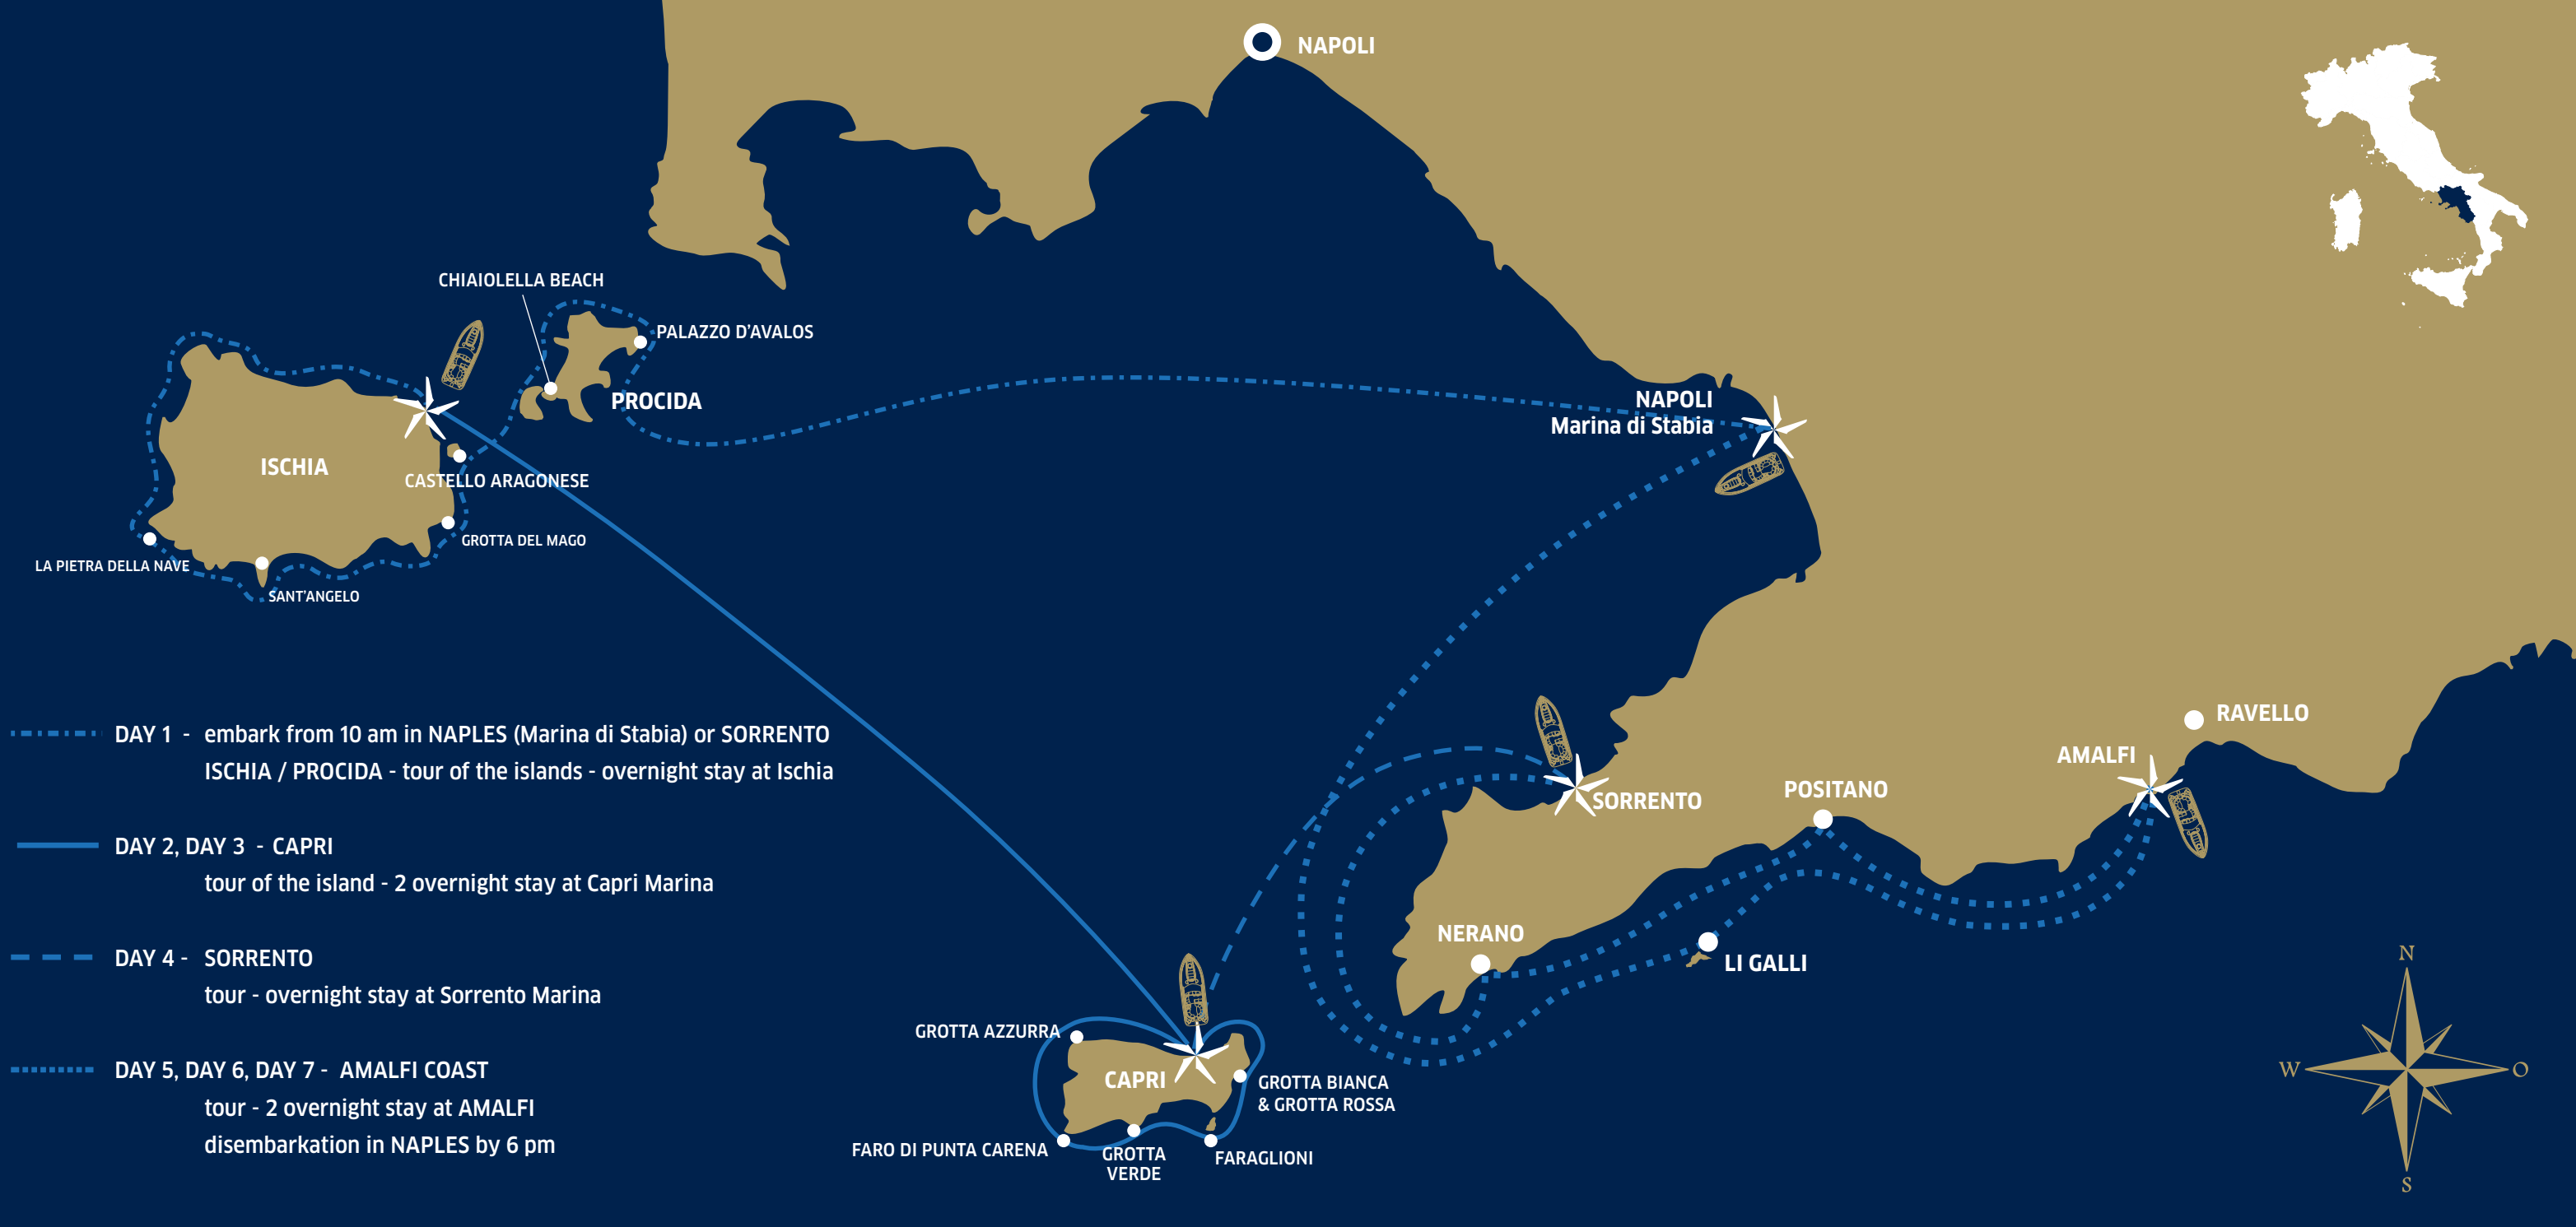 NAPOLI
CHIAIOLELLA BEACH
PALAZZO D'AVALOS
PROCIDA
NAPOLI
Marina di Stabia
ISCHIA
CASTELLO ARAGONESE
GROTTA DEL MAGO
LA PIETRA DELLA NAVE
SANT'ANGELO
RAVELLO
AMALFI
POSITANO
SORRENTO
NERANO
LI GALLI
DAY 1 - embark from 10 am in NAPLES (Marina di Stabia) or SORRENTO
ISCHIA / PROCIDA - tour of the islands - overnight stay at Ischia
DAY 2, DAY 3 - CAPRI
tour of the island - 2 overnight stay at Capri Marina
DAY 4 - SORRENTO
tour - overnight stay at Sorrento Marina
DAY 5, DAY 6, DAY 7 - AMALFI COAST
tour - 2 overnight stay at AMALFI
disembarkation in NAPLES by 6 pm
GROTTA AZZURRA
CAPRI
GROTTA BIANCA
& GROTTA ROSSA
FARO DI PUNTA CARENA
GROTTA
VERDE
FARAGLIONI
N
W
O
S